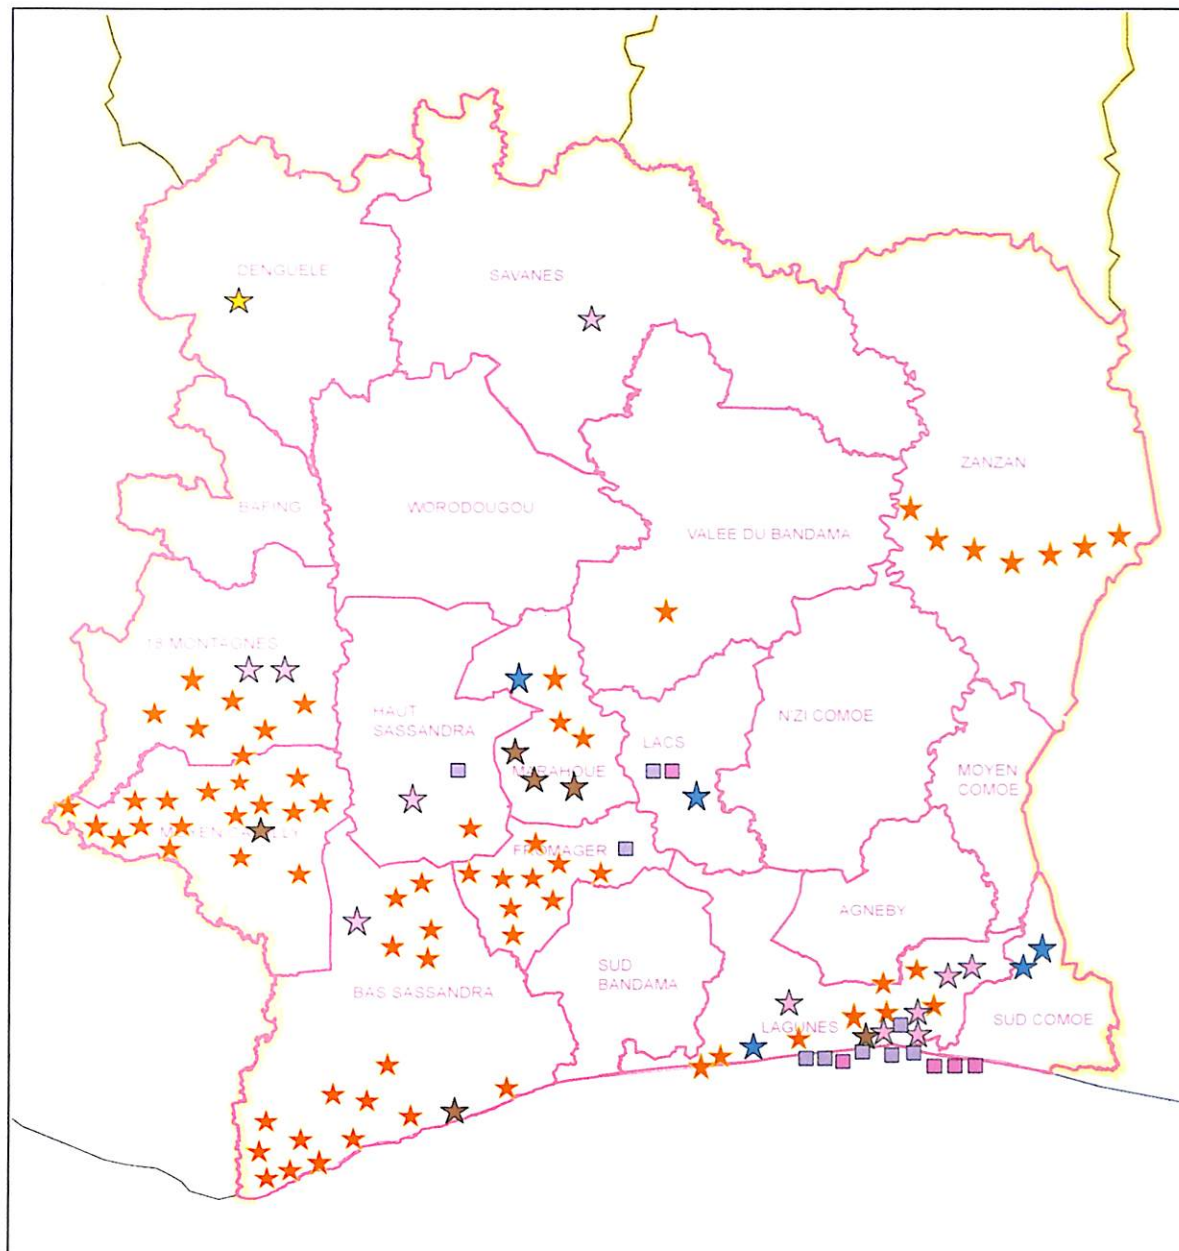 DENGUELE
SAVANES
ZANZAN
BAFING
WORODOUGOU
VALEE DU BANDAMA
18 MONTAGNES
HAUT
SASSANDRA
MARAHOUE
LACS
N'ZI COMOE
MOYEN
COMOE
FROMAGER
AGNEBY
SUD
BANDAMA
BAS SASSANDRA
LAGUNES
SUD COMOE